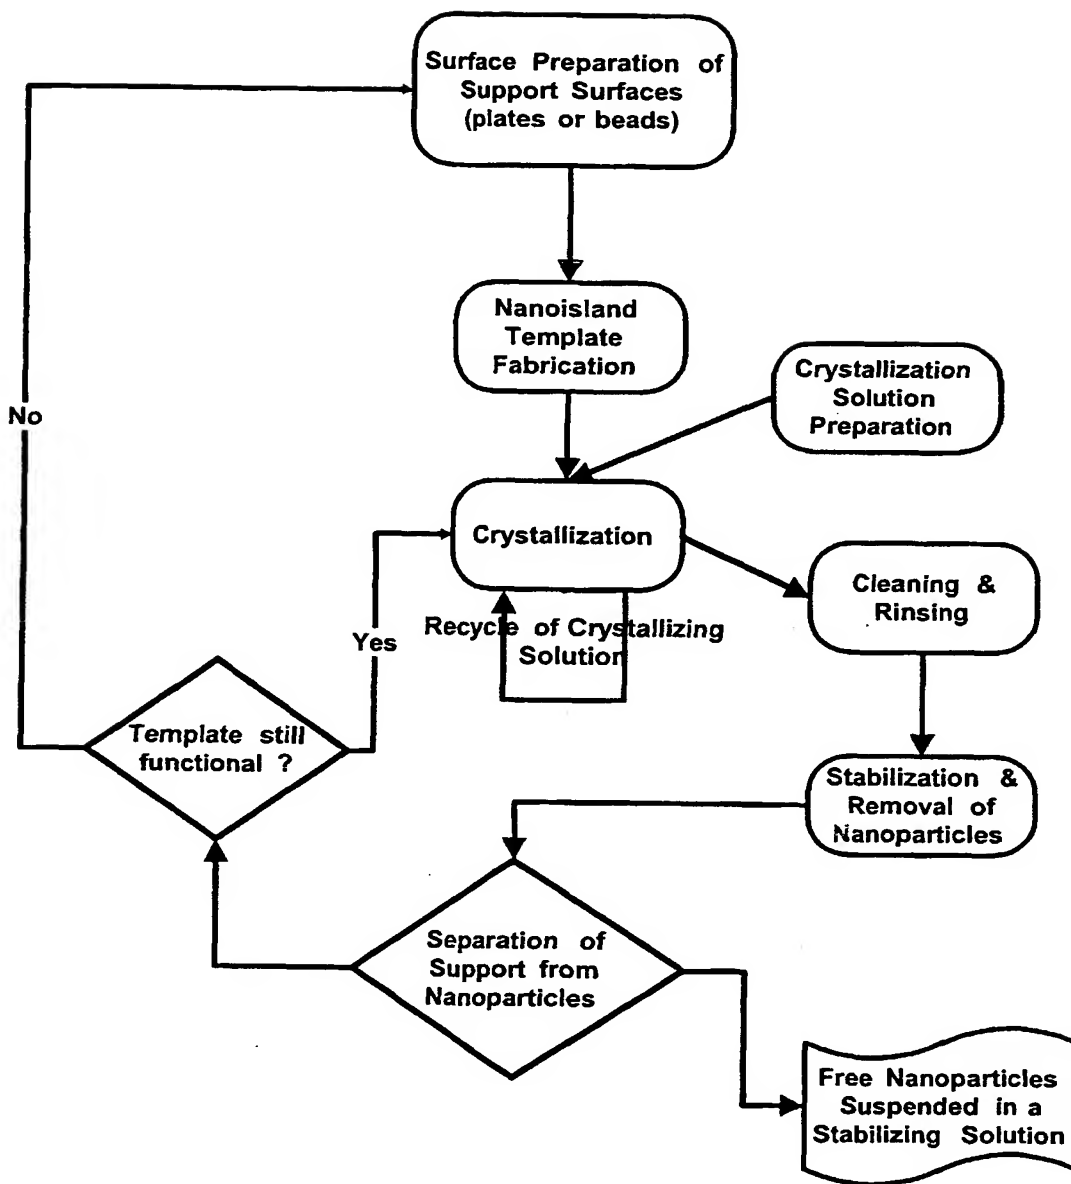 Surface Preparation of
Support Surfaces
(plates or beads)
Nanoisland
Template
Fabrication
Crystallization
Solution
Preparation
No
Crystallization
Cleaning &
Rinsing
Recycle of Crystallizing
Solution
Yes
Template still
functional ?
Stabilization &
Removal of
Nanoparticles
Separation of
Support from
Nanoparticles
Free Nanoparticles
Suspended in a
Stabilizing Solution